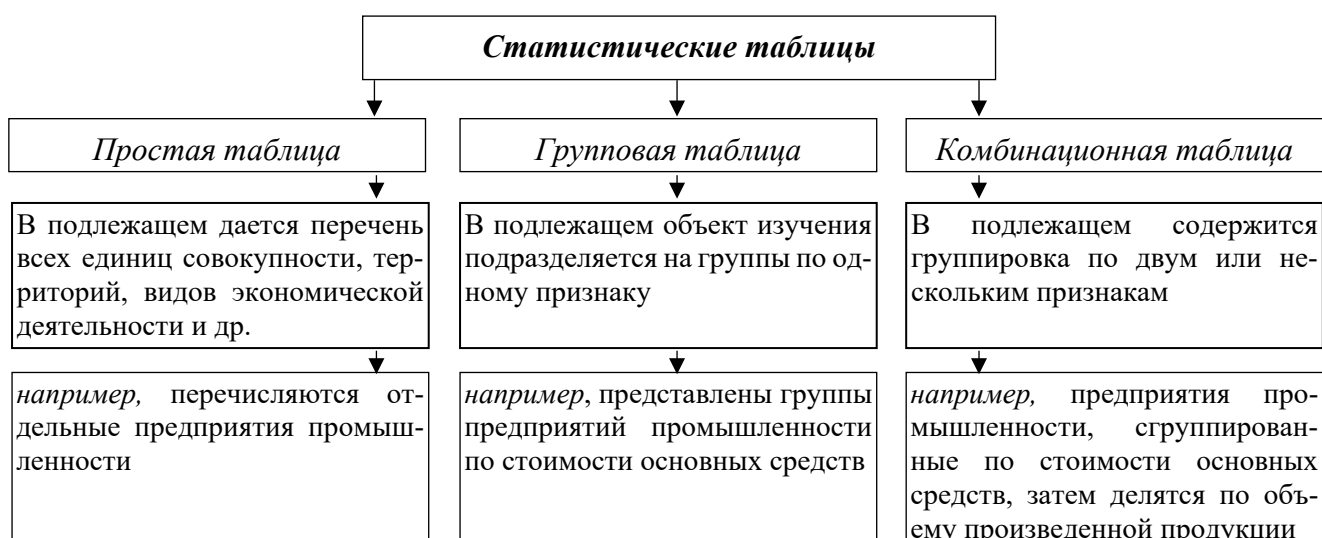 Статистические таблицы
Простая таблица
Групповая таблица
Комбинационная таблица
В подлежащем дается перечень
всех единиц совокупности, тер-
риторий, видов экономической
деятельности и др.
В подлежащем объект изучения
подразделяется на группы по од-
ному признаку
В подлежащем содержится
группировка по двум или не-
скольким признакам
например, перечисляются от-
дельные предприятия промыш-
ленности
например, представлены группы
предприятий промышленности
по стоимости основных средств
например, предприятия про-
мышленности, сгруппирован-
ные по стоимости основных
средств, затем делятся по объ-
ему произведенной продукции